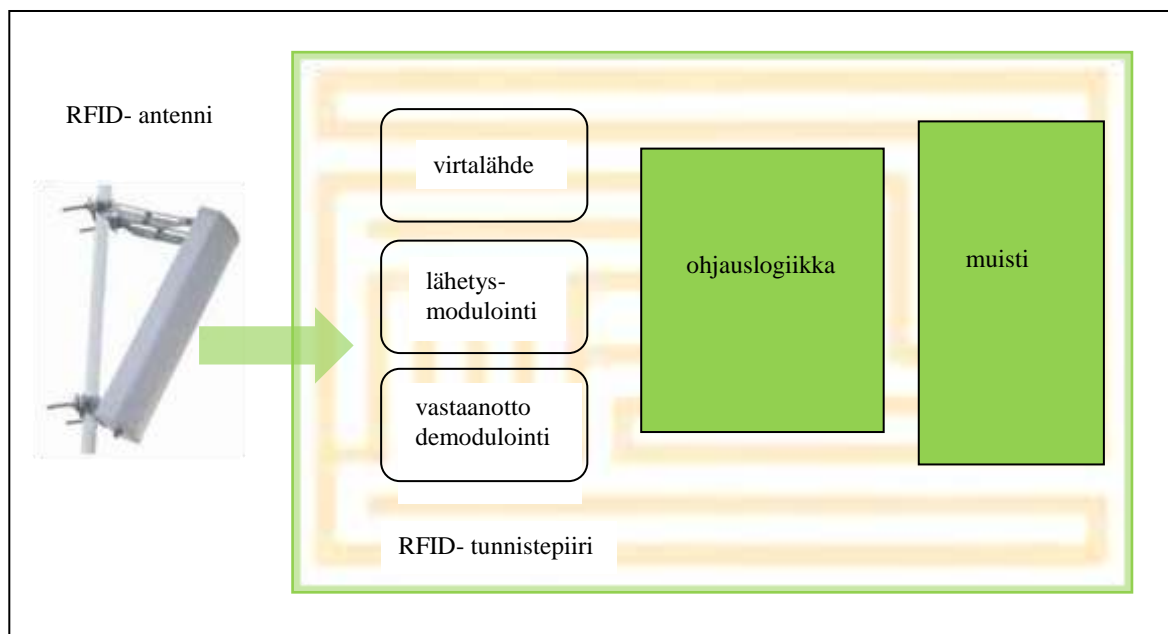 RFID- antenni
virtalähde
lähetys-
modulointi
vastaanotto
demodulointi
ohjauslogiikka
muisti
RFID- tunnistepiiri